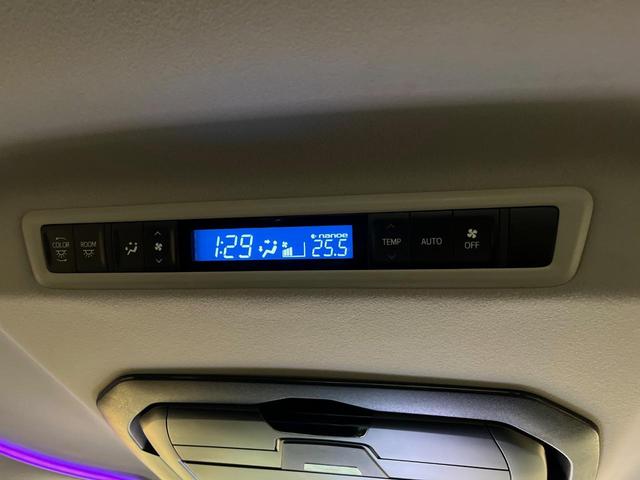 COLOR
ROOM
1:29
nanoe
25.5
TEMP
AUTO
OFF